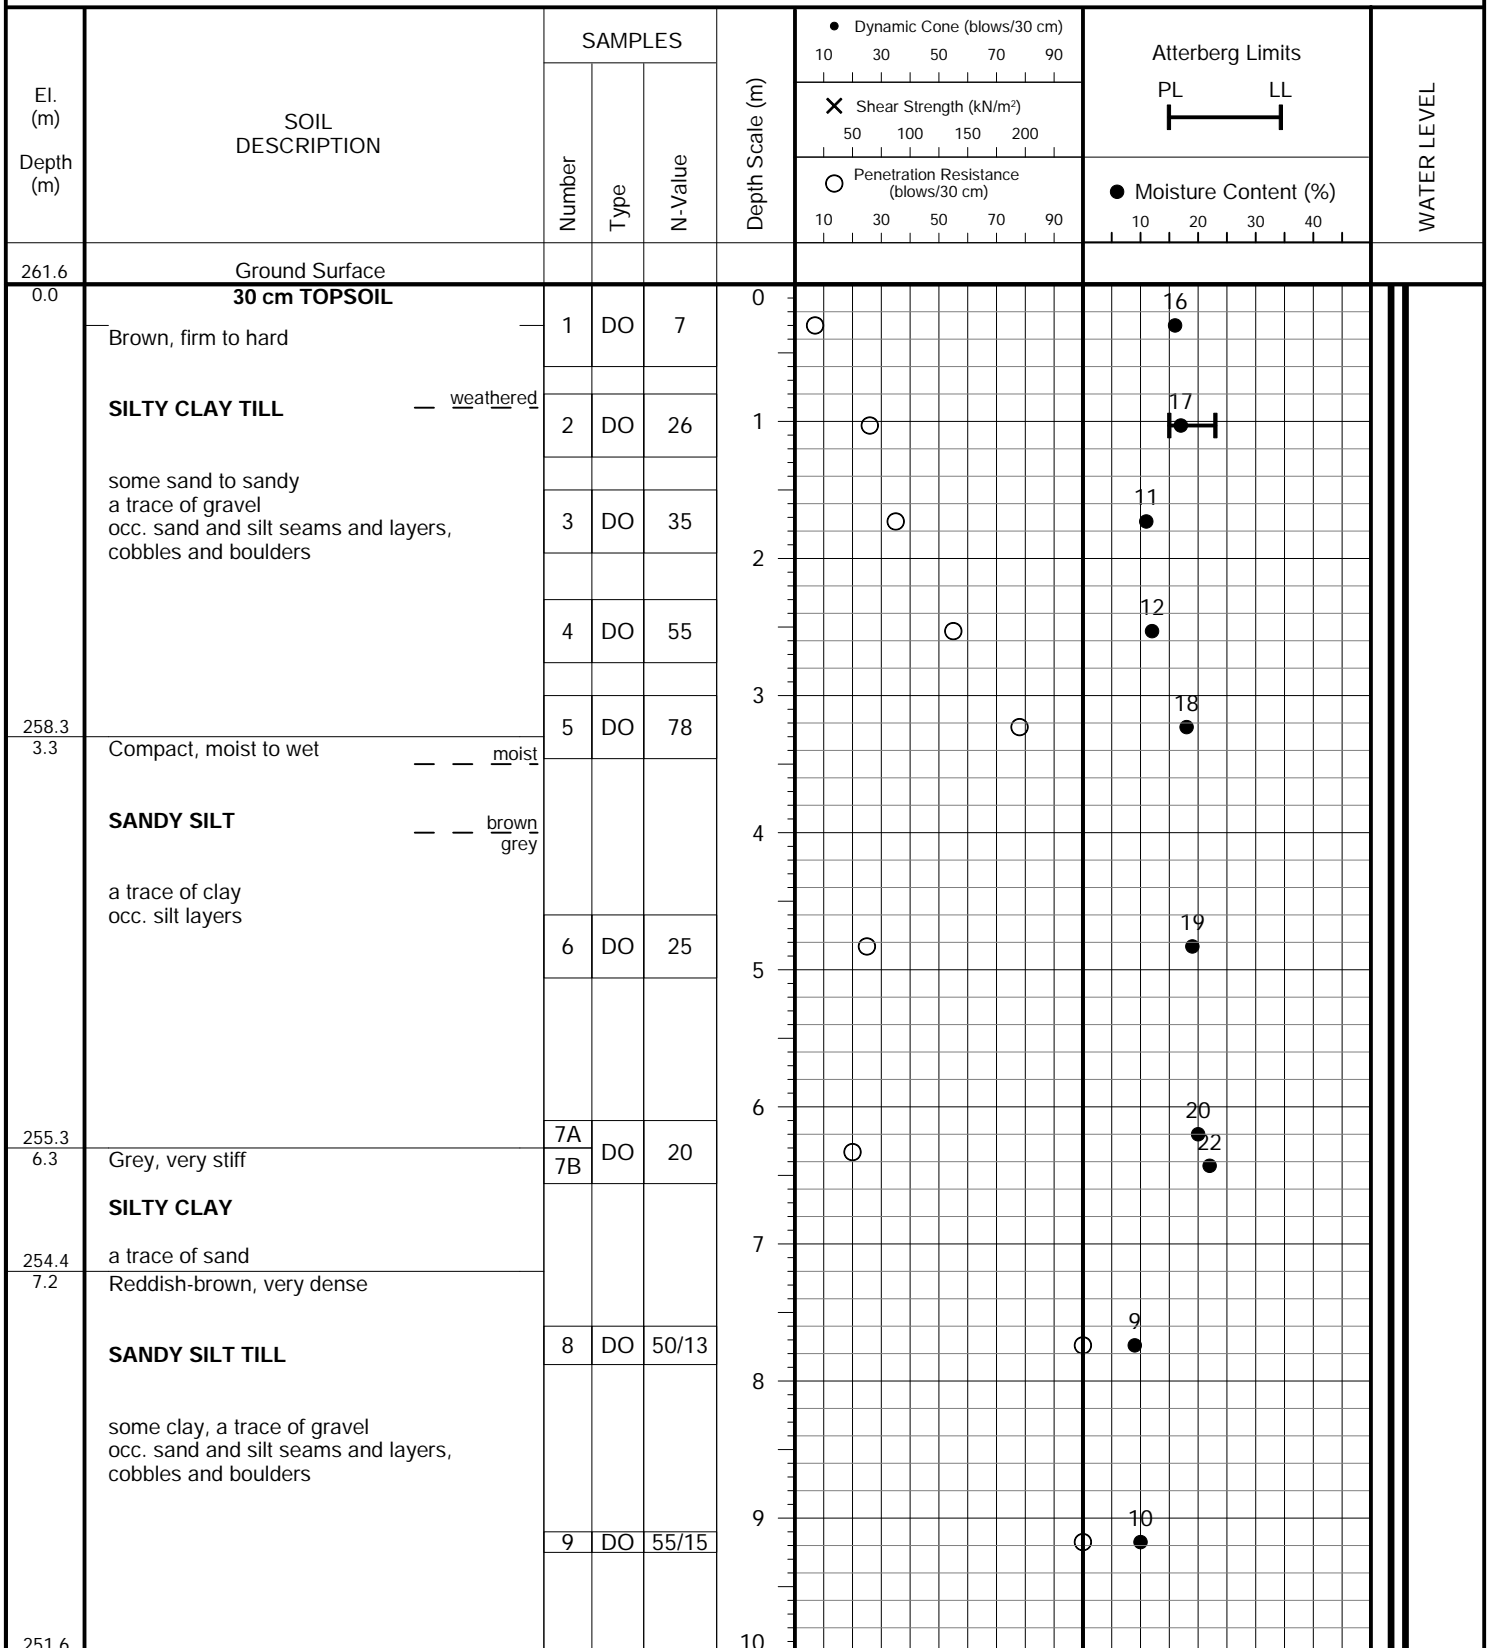 El.
(m)
Depth
(m)
SOIL
DESCRIPTION
SAMPLES
Number
Type
N-Value
Depth Scale (m)
Dynamic Cone (blows/30 cm)
10 30 50 70 90
Shear Strength (kN/m²)
50 100 150 200
Penetration Resistance
(blows/30 cm)
10 30 50 70 90
Atterberg Limits
PL LL
Moisture Content (%)
10 20 30 40
WATER LEVEL
261.6 Ground Surface
0.0 30 cm TOPSOIL 0 16
Brown, firm to hard 1 DO 7
SILTY CLAY TILL weathered 17
2 DO 26 1
some sand to sandy
a trace of gravel 11
occ. sand and silt seams and layers, 3 DO 35
cobbles and boulders 2
12
4 DO 55
3 18
258.3 5 DO 78
3.3 Compact, moist to wet moist
SANDY SILT brown 4
grey
a trace of clay
occ. silt layers 19
6 DO 25
5
6 20
255.3 7A DO 20 22
6.3 Grey, very stiff 7B
SILTY CLAY
7
254.4 a trace of sand
7.2 Reddish-brown, very dense
9
SANDY SILT TILL 8 DO 50/13
8
some clay, a trace of gravel
occ. sand and silt seams and layers,
cobbles and boulders
9 10
9 DO 55/15
251.6 10